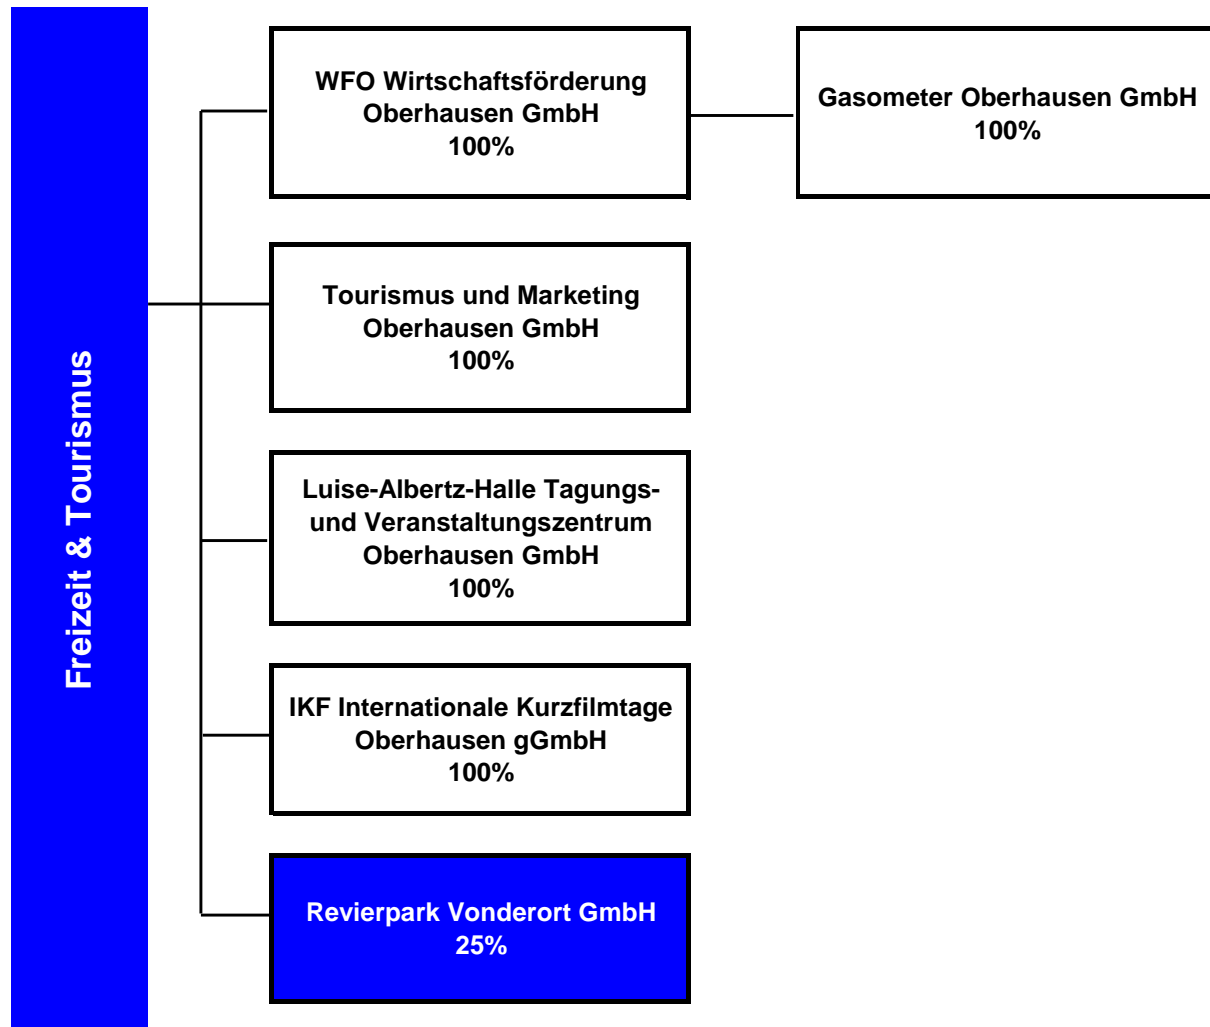 Freizeit & Tourismus
WFO Wirtschaftsförderung
Oberhausen GmbH
100%
Gasometer Oberhausen GmbH
100%
Tourismus und Marketing
Oberhausen GmbH
100%
Luise-Albertz-Halle Tagungs-
und Veranstaltungszentrum
Oberhausen GmbH
100%
IKF Internationale Kurzfilmtage
Oberhausen gGmbH
100%
Revierpark Vonderort GmbH
25%